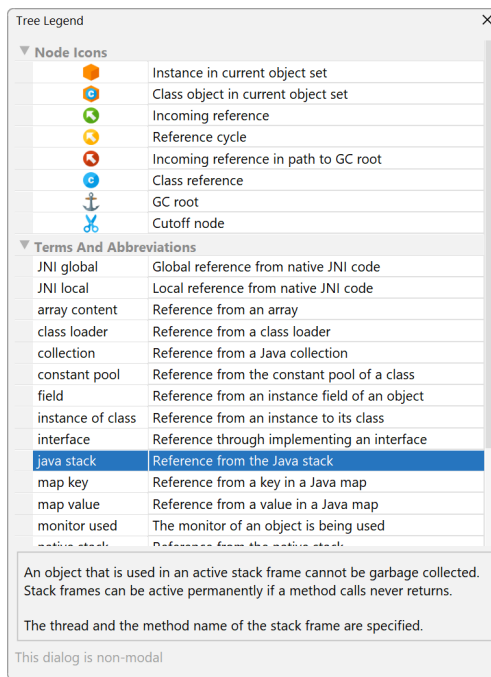 Tree Legend
Node Icons
Instance in current object set
Class object in current object set
Incoming reference
Reference cycle
Incoming reference in path to GC root
Class reference
GC root
Cutoff node
Terms And Abbreviations
JNI global Global reference from native JNI code
JNI local Local reference from native JNI code
array content Reference from an array
class loader Reference from a class loader
collection Reference from a Java collection
constant pool Reference from the constant pool of a class
field Reference from an instance field of an object
instance of class Reference from an instance to its class
interface Reference through implementing an interface
java stack Reference from the Java stack
map key Reference from a key in a Java map
map value Reference from a value in a Java map
monitor used The monitor of an object is being used
native stack Reference from the native stack
An object that is used in an active stack frame cannot be garbage collected.
Stack frames can be active permanently if a method calls never returns.
The thread and the method name of the stack frame are specified.
This dialog is non-modal